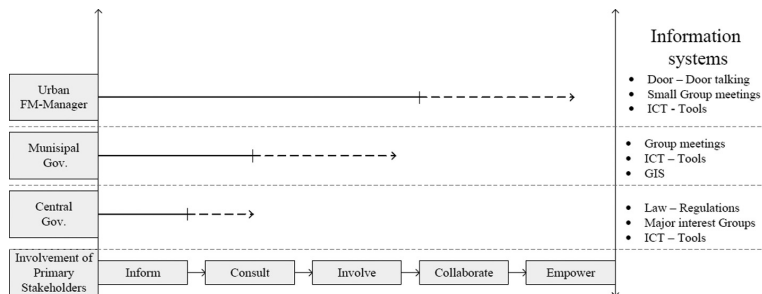 Information
systems
Urban
FM-Manager
• Door – Door talking
• Small Group meetings
• ICT - Tools
Munisipal
Gov.
• Group meetings
• ICT – Tools
• GIS
Central
Gov.
• Law – Regulations
• Major interest Groups
• ICT – Tools
Involvement of
Primary
Stakeholders
Inform
Consult
Involve
Collaborate
Empower